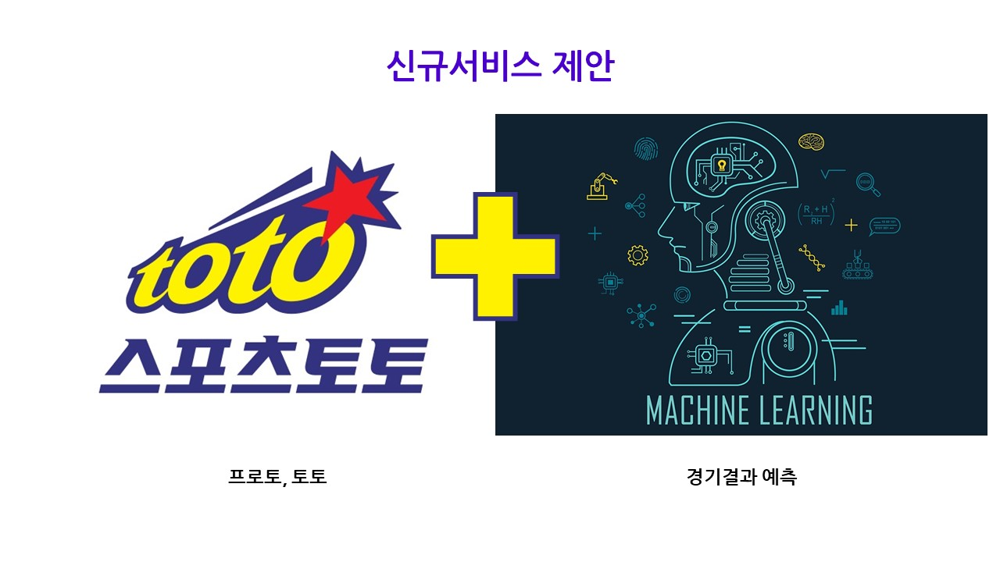 신규서비스 제안
toto
스포츠토토
MACHINE LEARNING
프로토, 토토
경기결과 예측